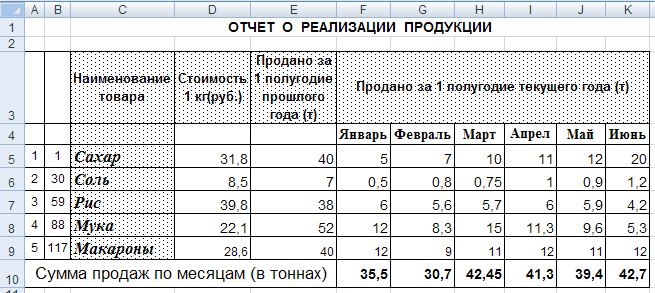 A B C D E F G H I J K
1 ОТЧЕТ О РЕАЛИЗАЦИИ ПРОДУКЦИИ
2
3 Наименование товара Стоимость 1 кг(руб.) Продано за 1 полугодие прошлого года (т) Продано за 1 полугодие текущего года (т)
4 Январь Февраль Март Апрел Май Июнь
5 1 1 Сахар 31,8 40 5 7 10 11 12 20
6 2 30 Соль 8,5 7 0,5 0,8 0,75 1 0,9 1,2
7 3 59 Рис 39,8 38 6 5,6 5,7 6 5,9 4,2
8 4 88 Мука 22,1 52 12 8,3 15 11,3 9,6 5,3
9 5 117 Макароны 28,6 40 12 9 11 12 11 12
10 Сумма продаж по месяцам (в тоннах) 35,5 30,7 42,45 41,3 39,4 42,7